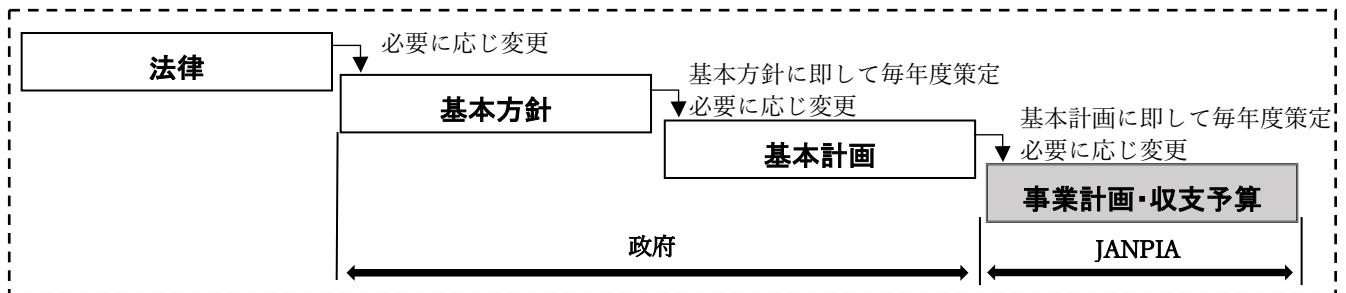 法律
必要に応じ変更
基本方針
基本方針に即して毎年度策定
必要に応じ変更
基本計画
基本計画に即して毎年度策定
必要に応じ変更
事業計画・収支予算
政府
JANPIA